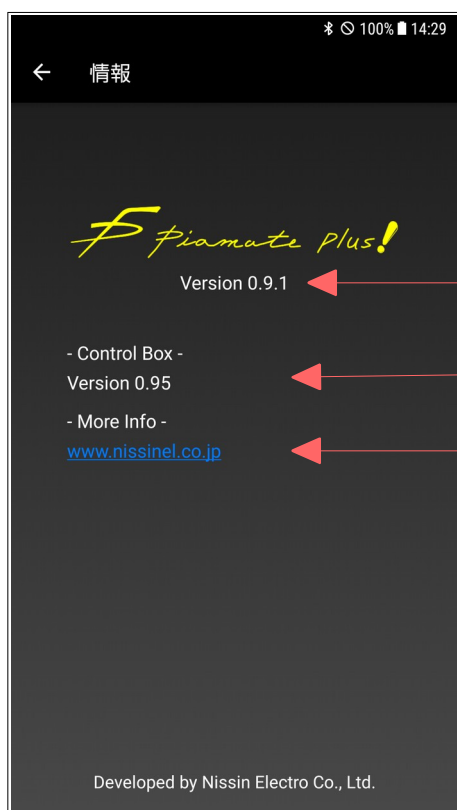 100% 14:29
情報
Piamate Plus!
Version 0.9.1
- Control Box -
Version 0.95
- More Info -
www.nissinel.co.jp
Developed by Nissin Electro Co., Ltd.